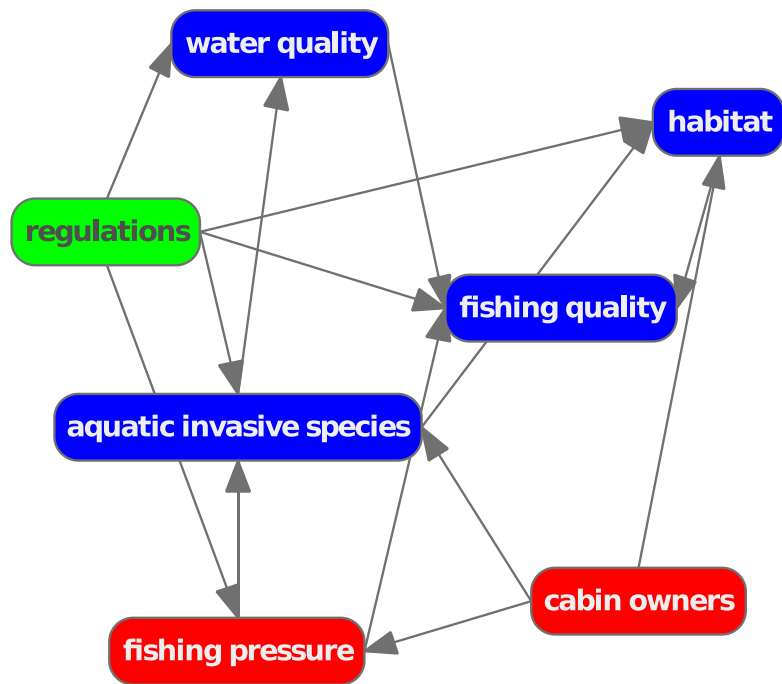 water quality
habitat
regulations
fishing quality
aquatic invasive species
cabin owners
fishing pressure